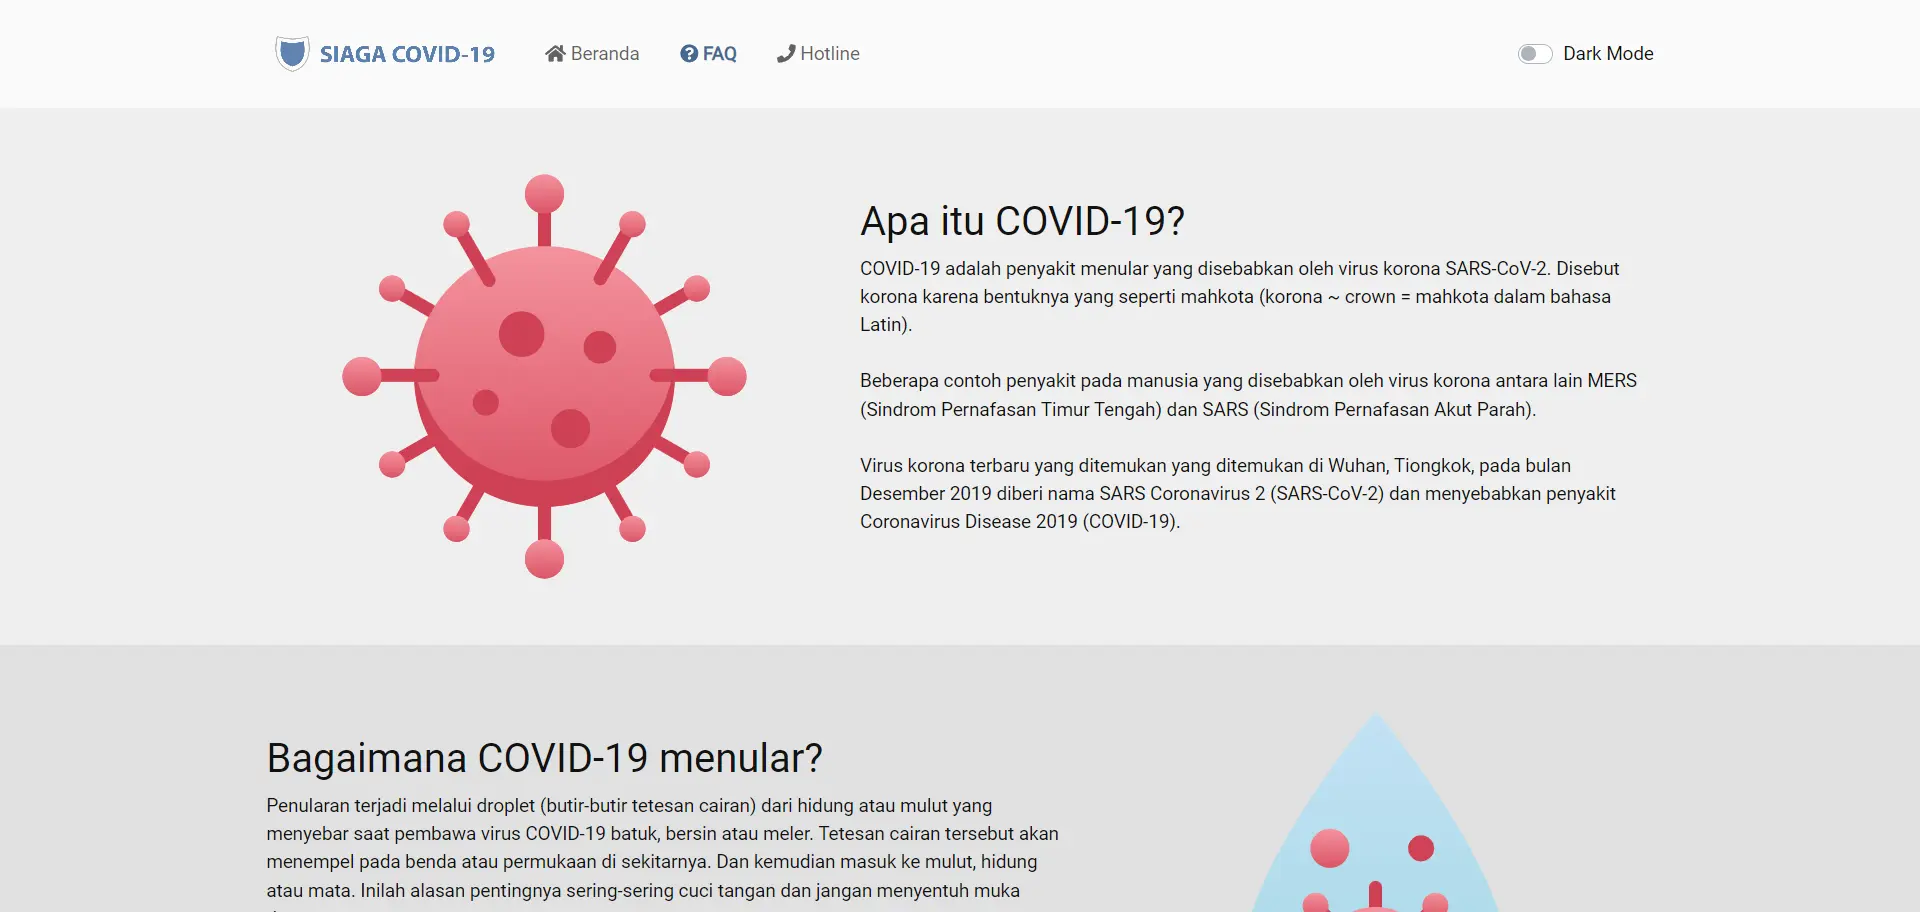 SIAGA COVID-19
Beranda
FAQ
Hotline
Dark Mode
Apa itu COVID-19?
COVID-19 adalah penyakit menular yang disebabkan oleh virus korona SARS-CoV-2. Disebut
korona karena bentuknya yang seperti mahkota (korona ~ crown = mahkota dalam bahasa
Latin).
Beberapa contoh penyakit pada manusia yang disebabkan oleh virus korona antara lain MERS
(Sindrom Pernafasan Timur Tengah) dan SARS (Sindrom Pernafasan Akut Parah).
Virus korona terbaru yang ditemukan yang ditemukan di Wuhan, Tiongkok, pada bulan
Desember 2019 diberi nama SARS Coronavirus 2 (SARS-CoV-2) dan menyebabkan penyakit
Coronavirus Disease 2019 (COVID-19).
Bagaimana COVID-19 menular?
Penularan terjadi melalui droplet (butir-butir tetesan cairan) dari hidung atau mulut yang
menyebar saat pembawa virus COVID-19 batuk, bersin atau meler. Tetesan cairan tersebut akan
menempel pada benda atau permukaan di sekitarnya. Dan kemudian masuk ke mulut, hidung
atau mata. Inilah alasan pentingnya sering-sering cuci tangan dan jangan menyentuh muka